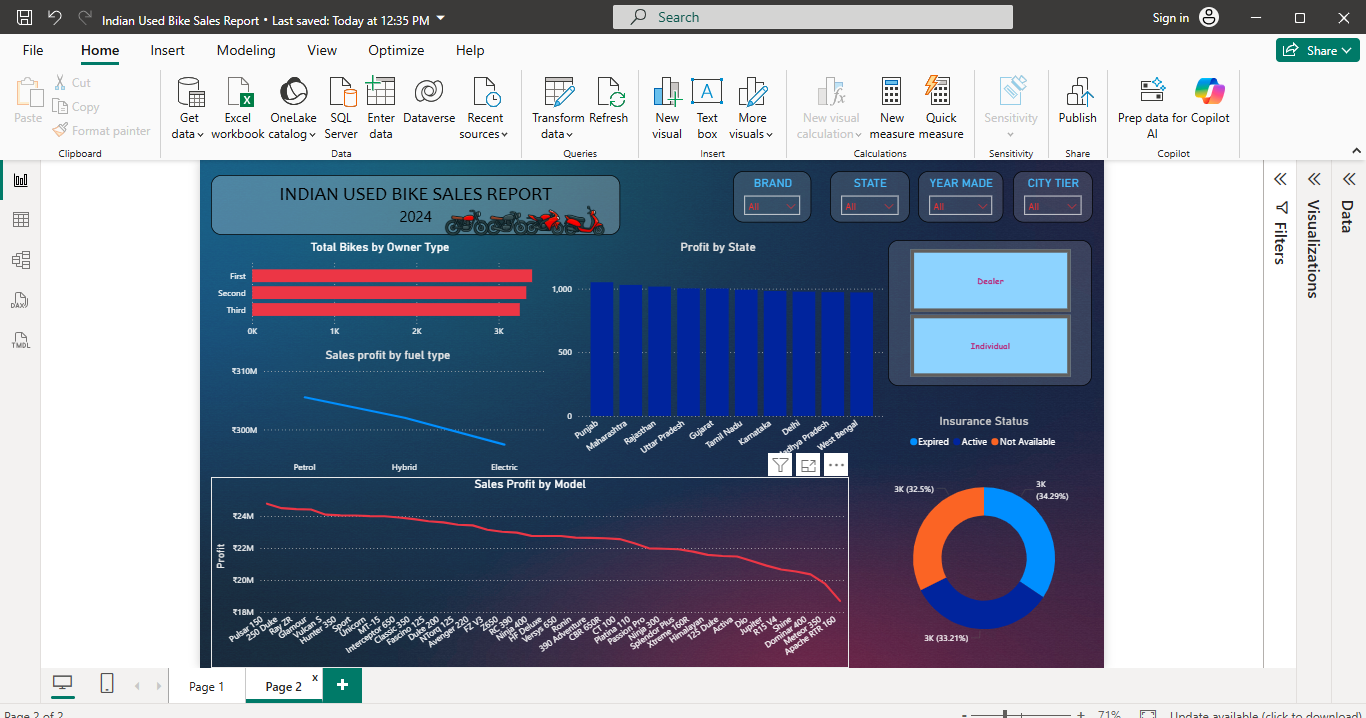 Indian Used Bike Sales Report • Last saved: Today at 12:35 PM
Search
Sign in
File
Home
Insert
Modeling
View
Optimize
Help
Share
Paste
Cut
Copy
Format painter
Clipboard
Get data
Excel workbook
OneLake catalog
SQL Server
Enter data
Dataverse
Recent sources
Data
Transform data
Refresh
Queries
New visual
Text box
More visuals
Insert
New visual calculation
New measure
Quick measure
Calculations
Sensitivity
Sensitivity
Publish
Share
Prep data for AI
Copilot
Copilot
DAX
TMDL
INDIAN USED BIKE SALES REPORT
2024
BRAND
All
STATE
All
YEAR MADE
All
CITY TIER
All
Total Bikes by Owner Type
First
Second
Third
0K 1K 2K 3K
Sales profit by fuel type
₹310M
₹300M
Petrol Hybrid Electric
Profit by State
1,000
500
0
Punjab
Maharashtra
Rajasthan
Uttar Pradesh
Gujarat
Tamil Nadu
Karnataka
Delhi
West Bengal
Dealer
Individual
Insurance Status
Expired Active Not Available
3K (32.5%)
3K
(34.29%)
3K (33.21%)
Sales Profit by Model
Profit
₹24M
₹22M
₹20M
₹18M
Pulsar 150
250 Duke
Ray ZR
Glamour
Vulcan S
Hunter 350
Sport
Unicorn
MT-15
Interceptor 650
Classic 350
Fascino 125
Duke 200
NTorq 125
Avenger 220
FZ V3
Z650
RC 390
Ninja 400
HF Deluxe
Versys 650
Ronin
390 Adventure
CBR 650R
CT 100
Platina 110
Passion Pro
Ninja 300
Splendor Plus
Xtreme 160R
Himalayan
125 Duke
Activa
Dio
Jupiter
R15 V4
Shine
Dominar 400
Meteor 350
Apache RTR 160
Filters
Visualizations
Data
Page 1
Page 2
x
+
Page 2 of 2
- + 71%
Update available (click to download)